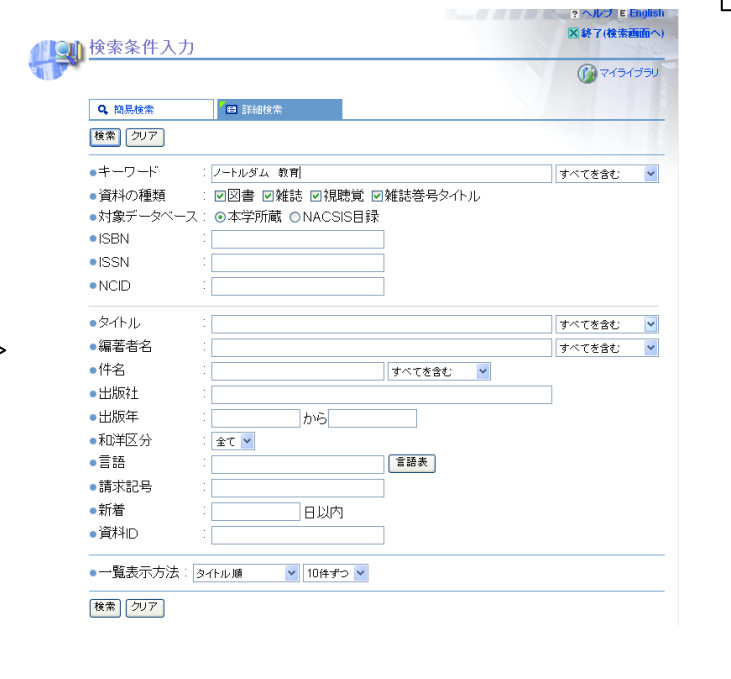 ? ヘルプ E English
検索条件入力
終了(検索画面へ)
マイライブラリ
簡易検索 詳細検索
検索 クリア
キーワード : ノートルダム 教育 すべてを含む
資料の種類 : 図書 雑誌 視聴覚 雑誌巻号タイトル
対象データベース : 本学所蔵 NACSIS目録
ISBN :
ISSN :
NCID :
タイトル : すべてを含む
編著者名 : すべてを含む
件名 : すべてを含む
出版社 :
出版年 : から
和洋区分 : 全て
言語 : 言語表
請求記号 :
新着 : 日以内
資料ID :
一覧表示方法 : タイトル順 10件ずつ
検索 クリア